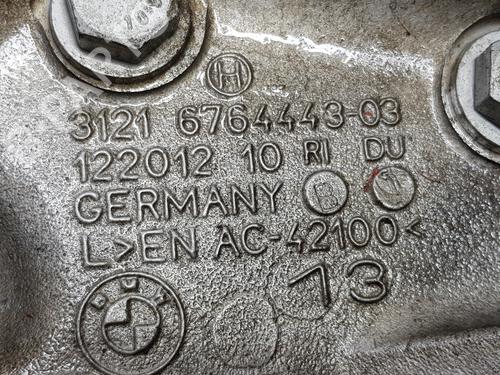 H
3121 6764443-03
122012 10 RI DU
GERMANY B
L >EN AC-42100<
13